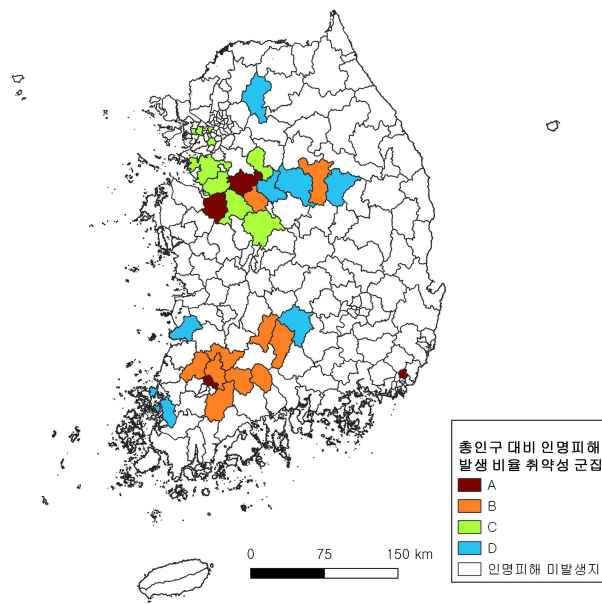 총인구 대비 인명피해
발생 비율 취약성 군집
A
B
C
D
인명피해 미발생지
0 75 150 km